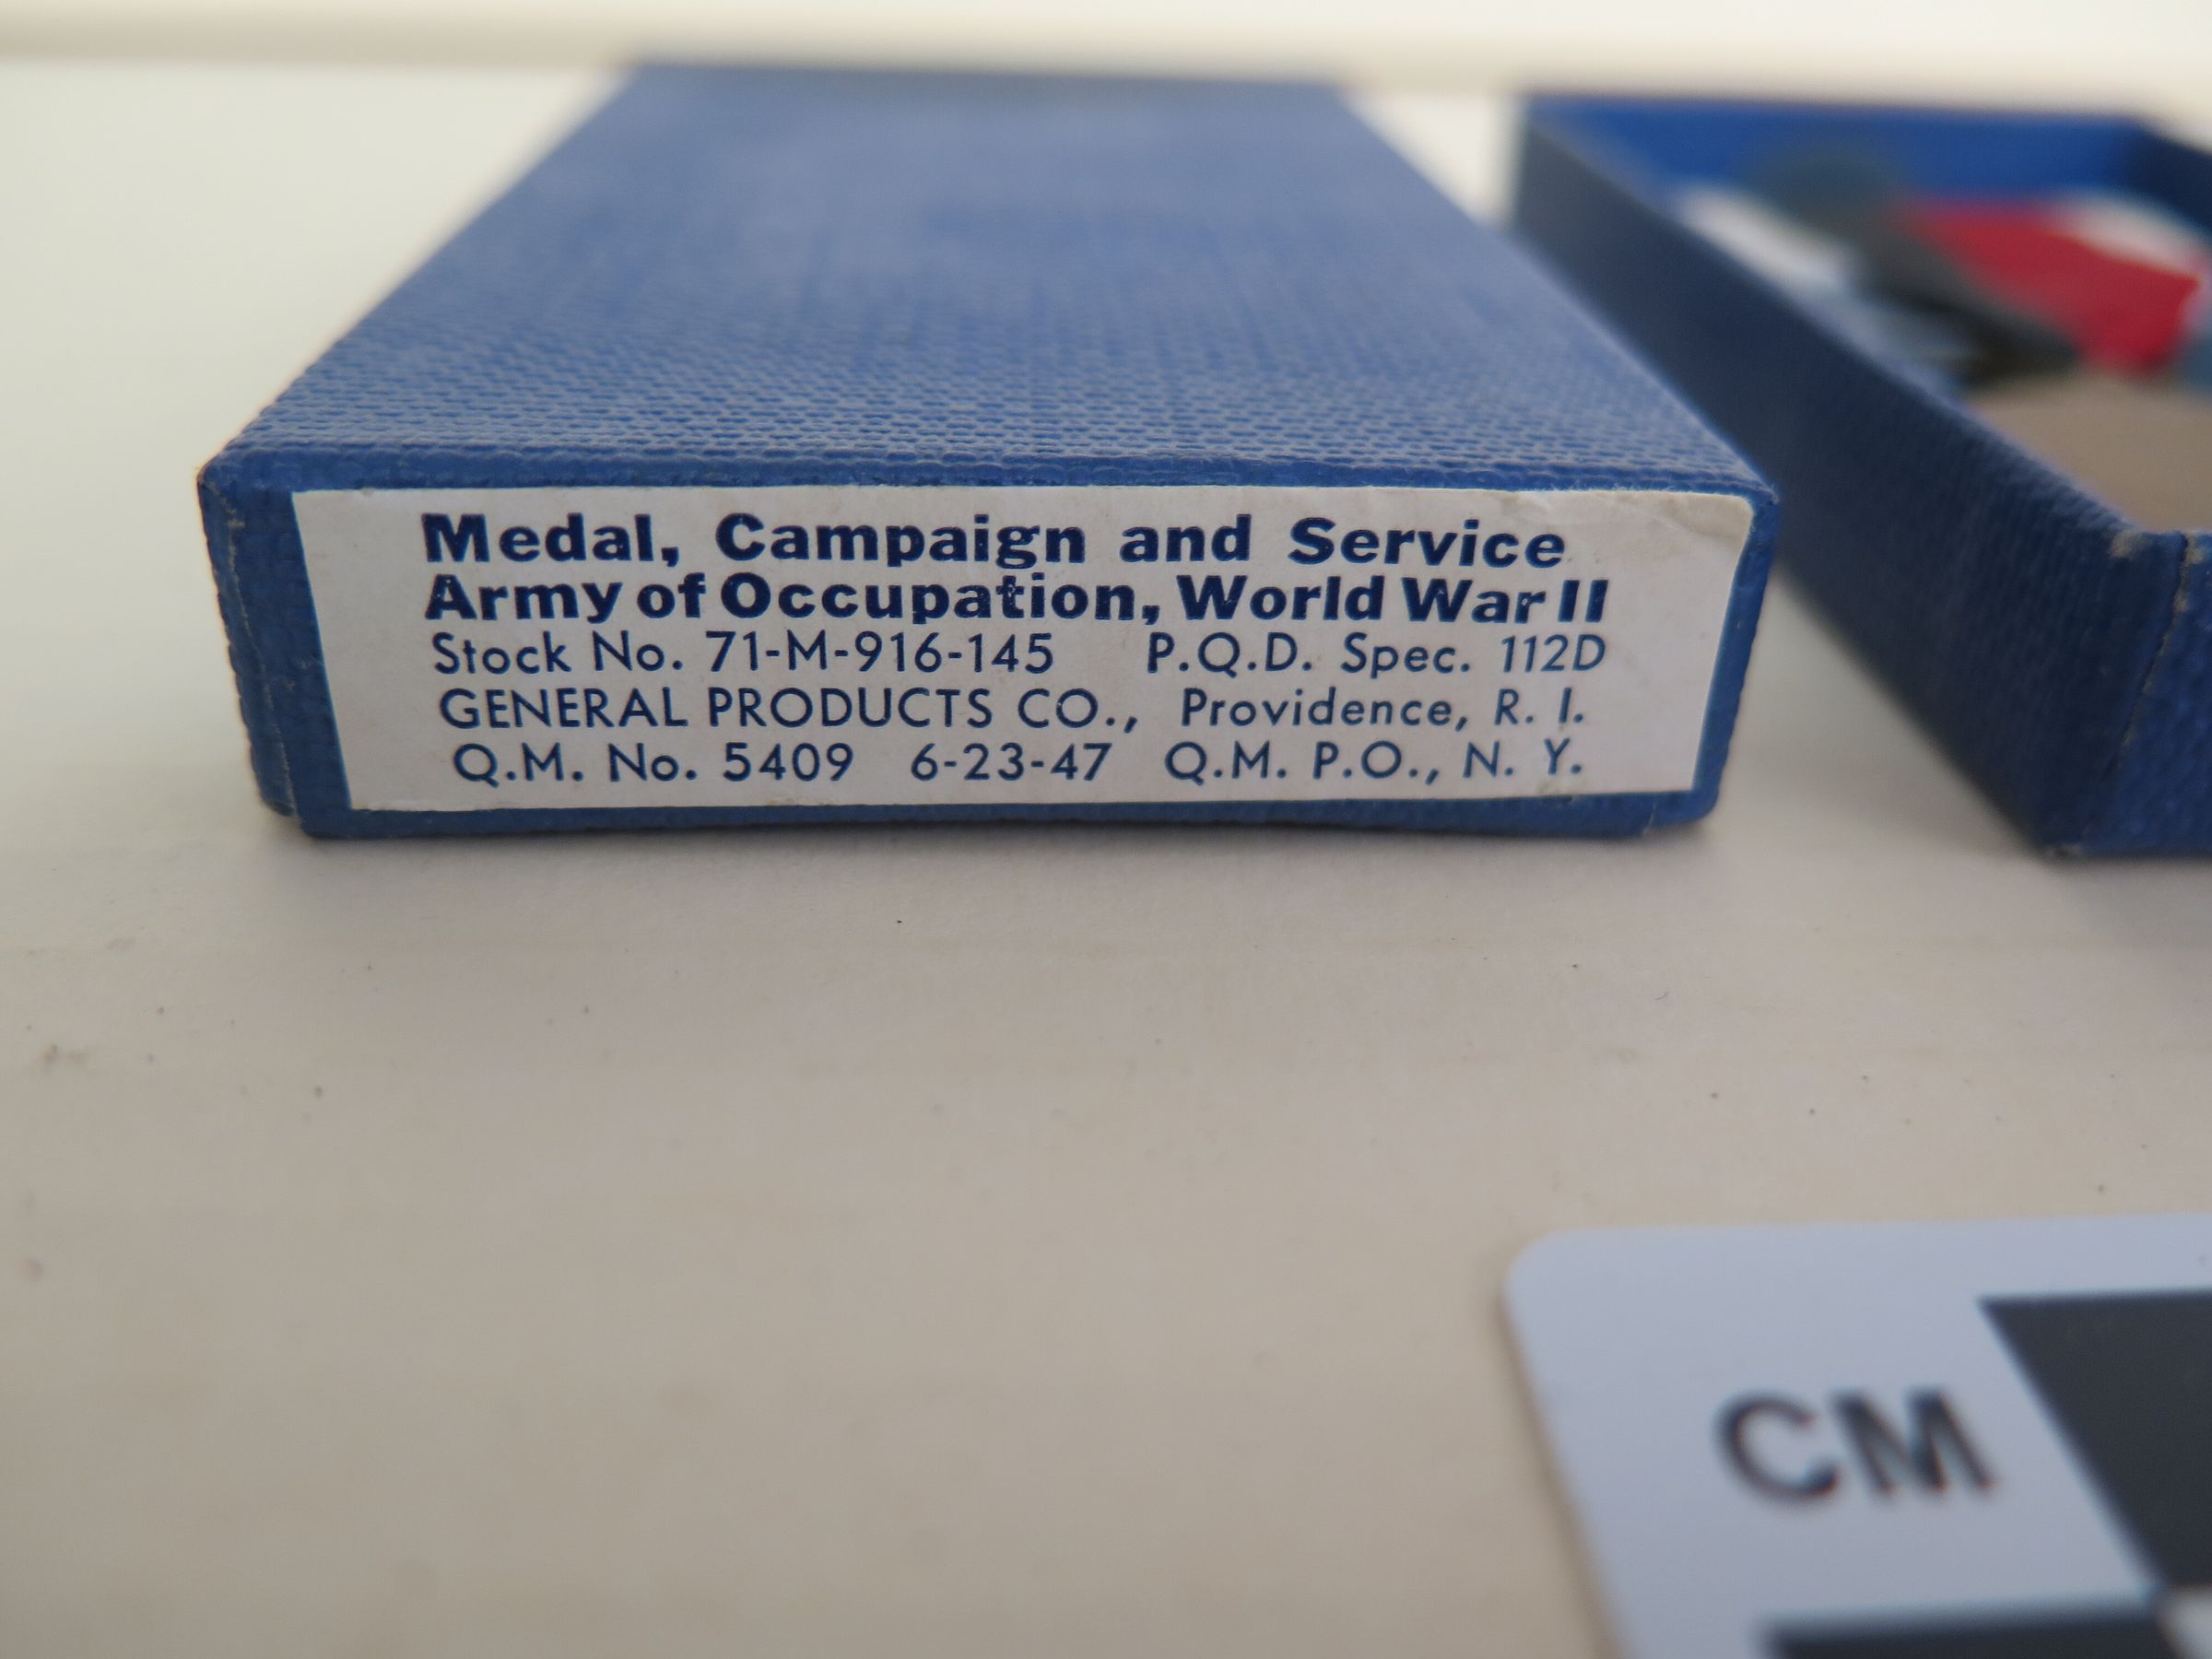 Medal, Campaign and Service
Army of Occupation, World War II
Stock No. 71-M-916-145 P.Q.D. Spec. 112D
GENERAL PRODUCTS CO., Providence, R. I.
Q.M. No. 5409 6-23-47 Q.M. P.O., N. Y.
CM